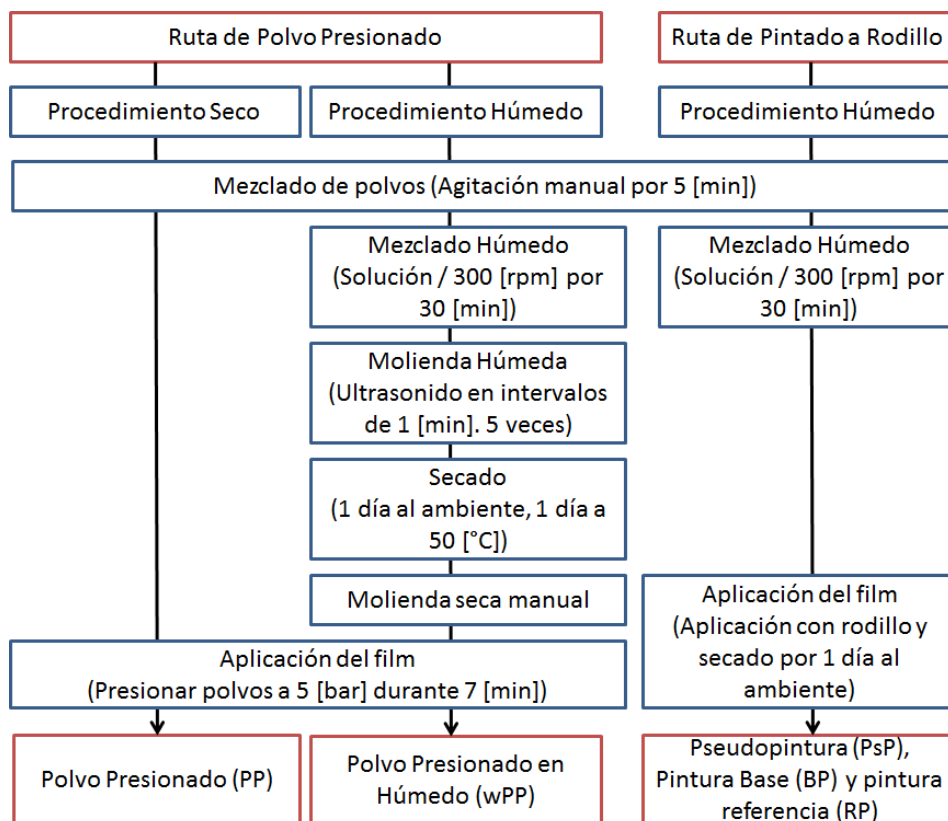 Ruta de Polvo Presionado
Ruta de Pintado a Rodillo
Procedimiento Seco
Procedimiento Húmedo
Procedimiento Húmedo
Mezclado de polvos (Agitación manual por 5 [min])
Mezclado Húmedo
(Solución / 300 [rpm] por
30 [min])
Mezclado Húmedo
(Solución / 300 [rpm] por
30 [min])
Molienda Húmeda
(Ultrasonido en intervalos
de 1 [min]. 5 veces)
Secado
(1 día al ambiente, 1 día a
50 [°C])
Molienda seca manual
Aplicación del film
(Aplicación con rodillo y
secado por 1 día al
ambiente)
Aplicación del film
(Presionar polvos a 5 [bar] durante 7 [min])
Polvo Presionado (PP)
Polvo Presionado en
Húmedo (wPP)
Pseudopintura (PsP),
Pintura Base (BP) y pintura
referencia (RP)